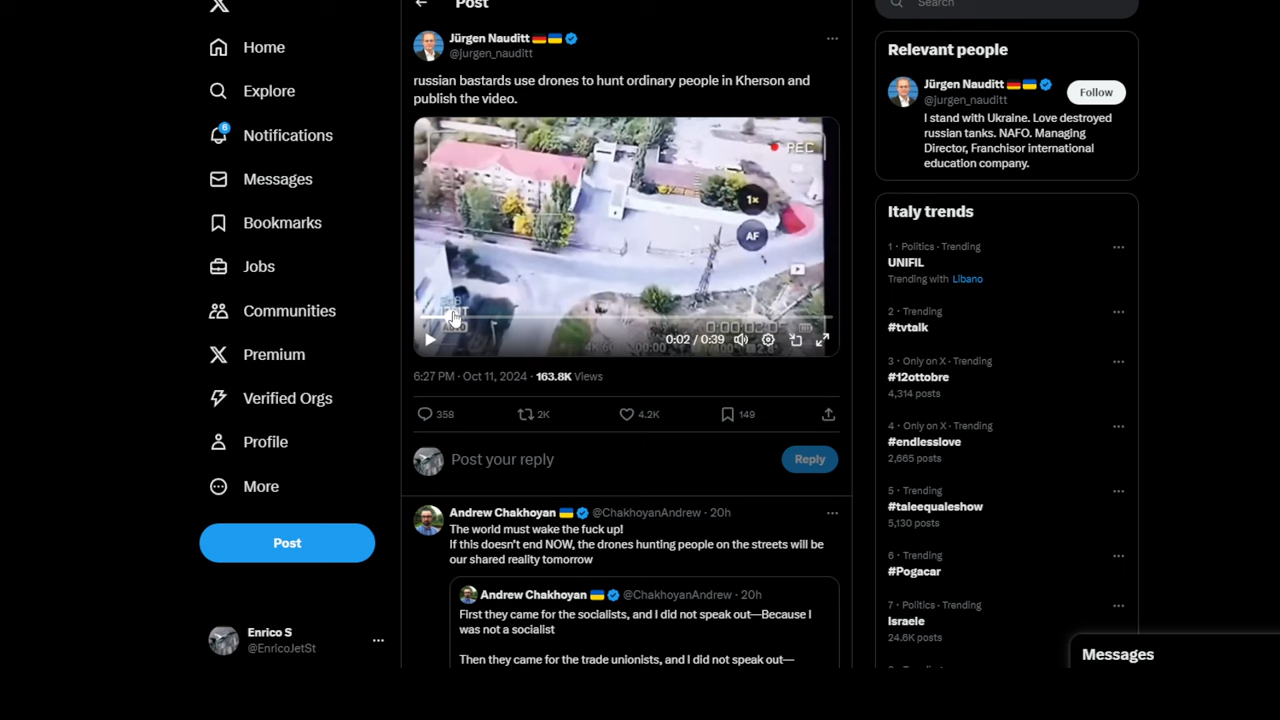 Post
Search
Home
Explore
6
Notifications
Messages
Bookmarks
Jobs
Communities
Premium
Verified Orgs
Profile
More
Post
Enrico S
@EnricoJetSt
Jürgen Nauditt
@jurgen_nauditt
russian bastards use drones to hunt ordinary people in Kherson and
publish the video.
REC
1×
AF
0:02 / 0:39
6:27 PM · Oct 11, 2024 · 163.8K Views
358
2K
4.2K
149
Post your reply
Reply
Andrew Chakhoyan @ChakhoyanAndrew · 20h
The world must wake the fuck up!
If this doesn't end NOW, the drones hunting people on the streets will be
our shared reality tomorrow
Andrew Chakhoyan @ChakhoyanAndrew · 20h
First they came for the socialists, and I did not speak out—Because I
was not a socialist
Then they came for the trade unionists, and I did not speak out—
Relevant people
Jürgen Nauditt
@jurgen_nauditt
Follow
I stand with Ukraine. Love destroyed
russian tanks. NAFO. Managing
Director, Franchisor international
education company.
Italy trends
1 · Politics · Trending
UNIFIL
Trending with Libano
2 · Trending
#tvtalk
3 · Only on X · Trending
#12ottobre
4,314 posts
4 · Only on X · Trending
#endlesslove
2,665 posts
5 · Trending
#taleequaleshow
5,130 posts
6 · Trending
#Pogacar
7 · Politics · Trending
Israele
24.6K posts
Messages